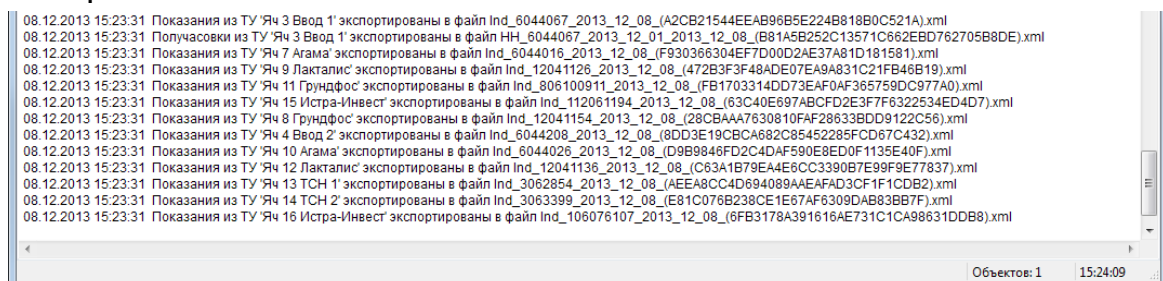 08.12.2013 15:23:31 Показания из ТУ 'Яч 3 Ввод 1' экспортированы в файл Ind_6044067_2013_12_08_(A2CB21544EEAB96B5E224B818B0C521A).xml
08.12.2013 15:23:31 Получасовки из ТУ 'Яч 3 Ввод 1' экспортированы в файл HH_6044067_2013_12_01_2013_12_08_(B81A5B252C13571C662EBD762705B8DE).xml
08.12.2013 15:23:31 Показания из ТУ 'Яч 7 Агама' экспортированы в файл Ind_6044016_2013_12_08_(F930366304EF7D00D2AE37A81D181581).xml
08.12.2013 15:23:31 Показания из ТУ 'Яч 9 Лакталис' экспортированы в файл Ind_12041126_2013_12_08_(472B3F3F48ADE07EA9A831C21FB46B19).xml
08.12.2013 15:23:31 Показания из ТУ 'Яч 11 Грундфос' экспортированы в файл Ind_806100911_2013_12_08_(FB1703314DD73EAF0AF365759DC977A0).xml
08.12.2013 15:23:31 Показания из ТУ 'Яч 15 Истра-Инвест' экспортированы в файл Ind_112061194_2013_12_08_(63C40E697ABCFD2E3F7F6322534ED4D7).xml
08.12.2013 15:23:31 Показания из ТУ 'Яч 8 Грундфос' экспортированы в файл Ind_12041154_2013_12_08_(28CBAAA7630810FAF28633BDD9122C56).xml
08.12.2013 15:23:31 Показания из ТУ 'Яч 4 Ввод 2' экспортированы в файл Ind_6044208_2013_12_08_(8DD3E19CBCA682C85452285FCD67C432).xml
08.12.2013 15:23:31 Показания из ТУ 'Яч 10 Агама' экспортированы в файл Ind_6044026_2013_12_08_(D9B9846FD2C4DAF590E8ED0F1135E40F).xml
08.12.2013 15:23:31 Показания из ТУ 'Яч 12 Лакталис' экспортированы в файл Ind_12041136_2013_12_08_(C63A1B79EA4E6CC3390B7E99F9E77837).xml
08.12.2013 15:23:31 Показания из ТУ 'Яч 13 ТСН 1' экспортированы в файл Ind_3062854_2013_12_08_(AEEA8CC4D694089AAEAFAD3CF1F1CDB2).xml
08.12.2013 15:23:31 Показания из ТУ 'Яч 14 ТСН 2' экспортированы в файл Ind_3063399_2013_12_08_(E81C076B238CE1E67AF6309DAB83BB7F).xml
08.12.2013 15:23:31 Показания из ТУ 'Яч 16 Истра-Инвест' экспортированы в файл Ind_106076107_2013_12_08_(6FB3178A391616AE731C1CA98631DDB8).xml
Объектов: 1 15:24:09